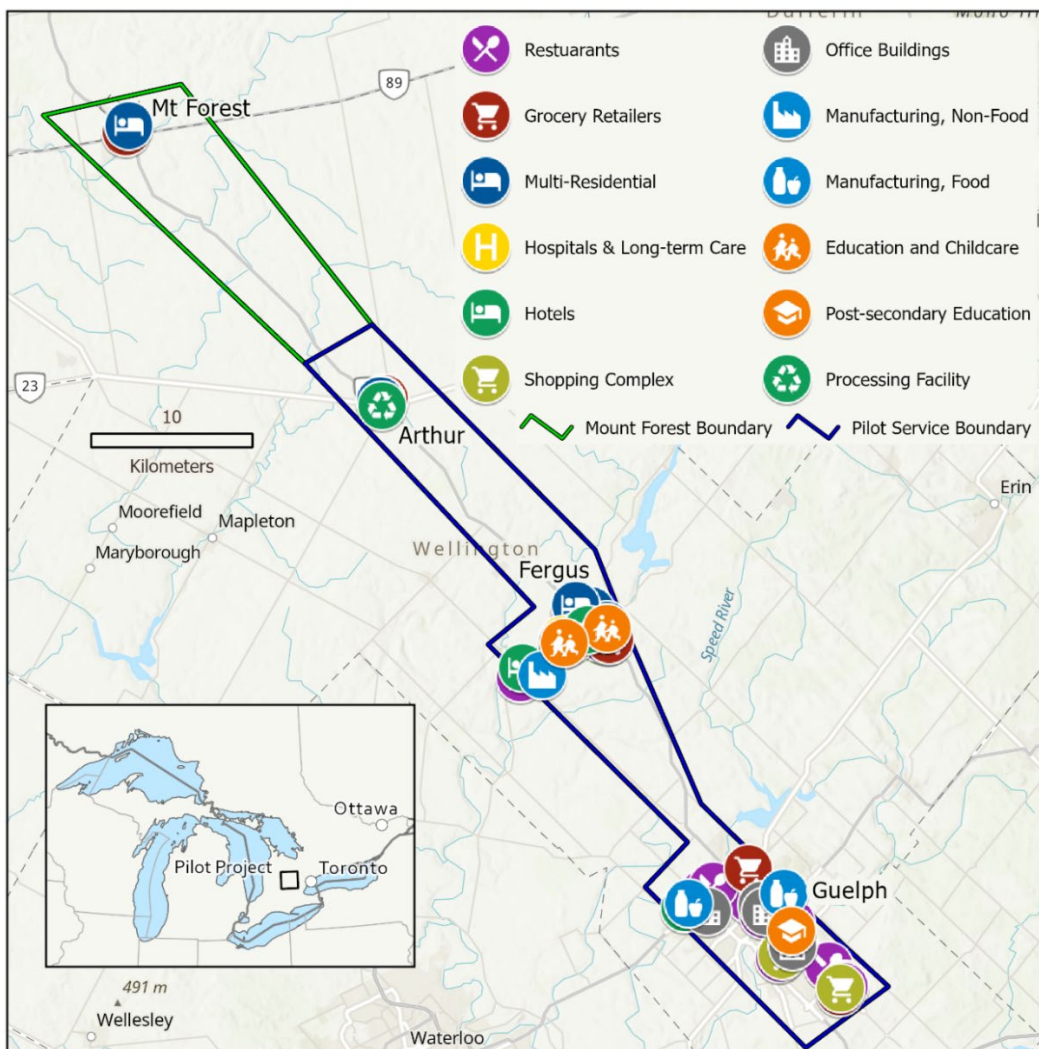 Dufferin
89
Mt Forest
Restuarants
Office Buildings
Grocery Retailers
Manufacturing, Non-Food
Multi-Residential
Manufacturing, Food
H
Hospitals & Long-term Care
Education and Childcare
Hotels
Post-secondary Education
Shopping Complex
Processing Facility
Mount Forest Boundary
Pilot Service Boundary
23
10
Kilometers
Arthur
Moorefield
Mapleton
Maryborough
Wellington
Erin
Fergus
Speed River
Ottawa
Pilot Project
Toronto
Guelph
491 m
Wellesley
Waterloo